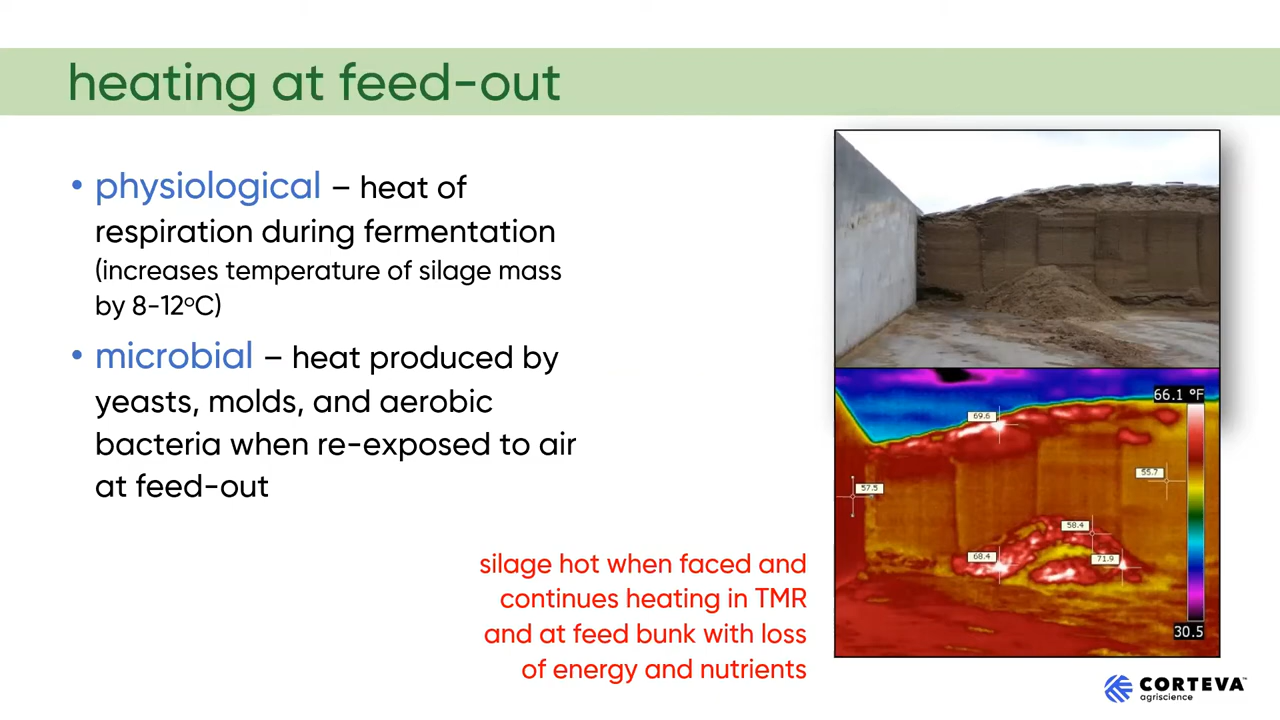 heating at feed-out
• physiological – heat of
respiration during fermentation
(increases temperature of silage mass
by 8-12ºC)
• microbial – heat produced by
yeasts, molds, and aerobic
bacteria when re-exposed to air
at feed-out
silage hot when faced and
continues heating in TMR
and at feed bunk with loss
of energy and nutrients
66.1 °F
69.6
55.7
57.5
58.4
68.4
71.9
30.5
CORTEVA™
agriscience